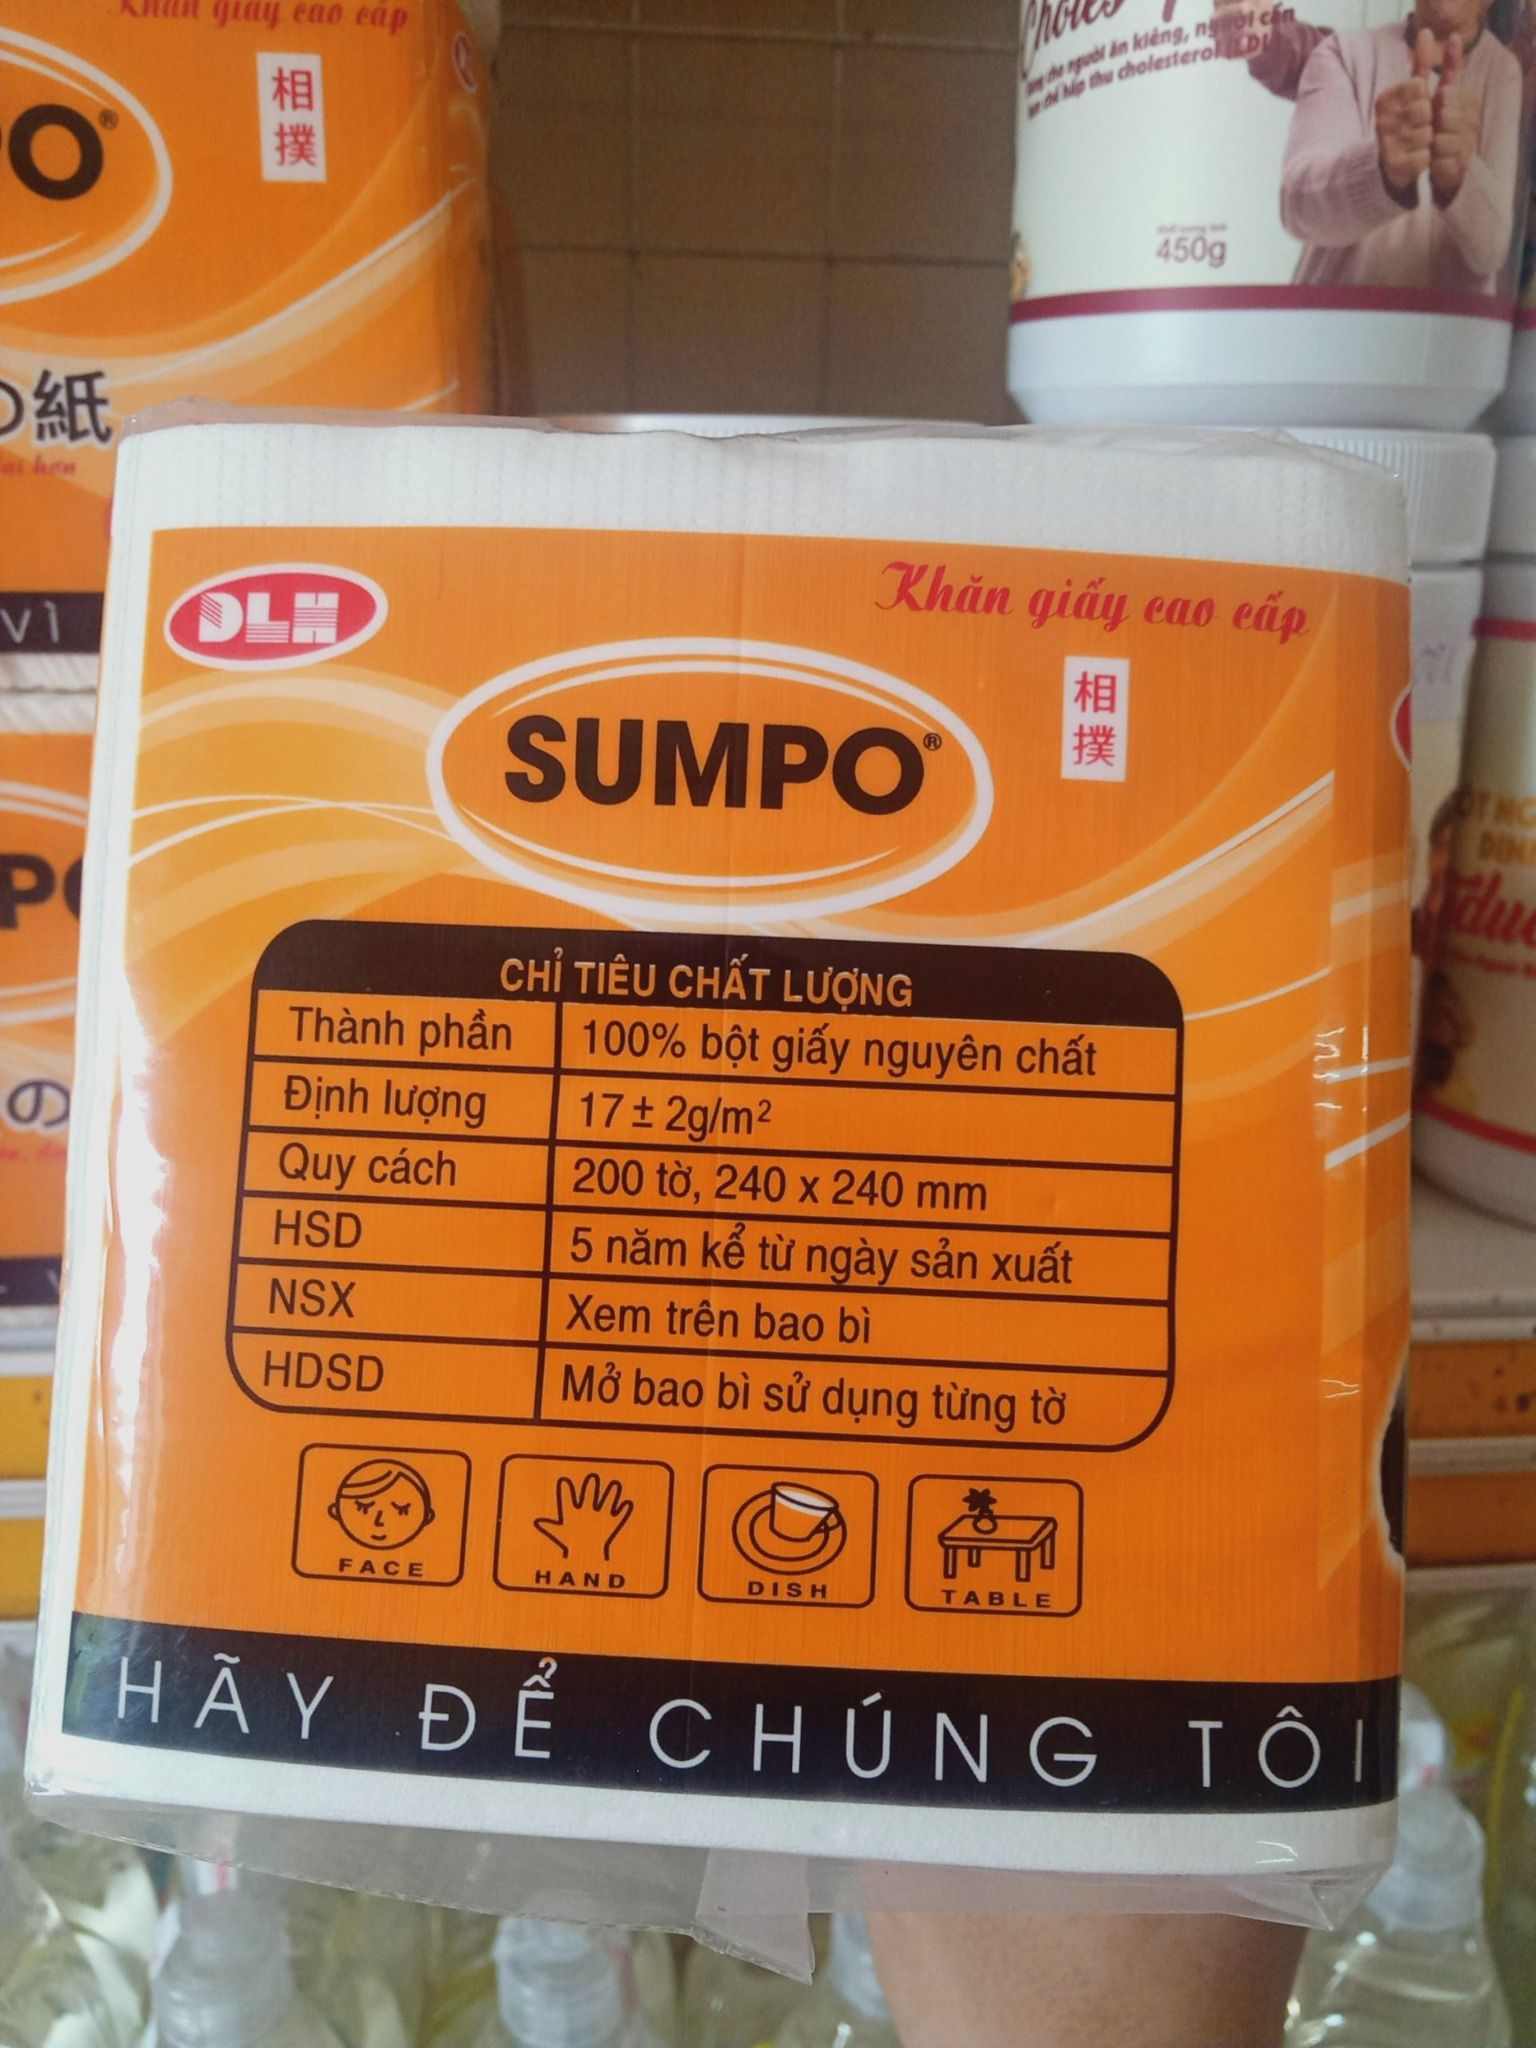 Khăn giấy cao cấp
相
撲
PO®
の紙
450g
DLH
Khăn giấy cao cấp
SUMPO®
相
撲
CHỈ TIÊU CHẤT LƯỢNG
Thành phần 100% bột giấy nguyên chất
Định lượng 17 ± 2g/m²
Quy cách 200 tờ, 240 x 240 mm
HSD 5 năm kể từ ngày sản xuất
NSX Xem trên bao bì
HDSD Mở bao bì sử dụng từng tờ
FACE HAND DISH TABLE
HÃY ĐỂ CHÚNG TÔI